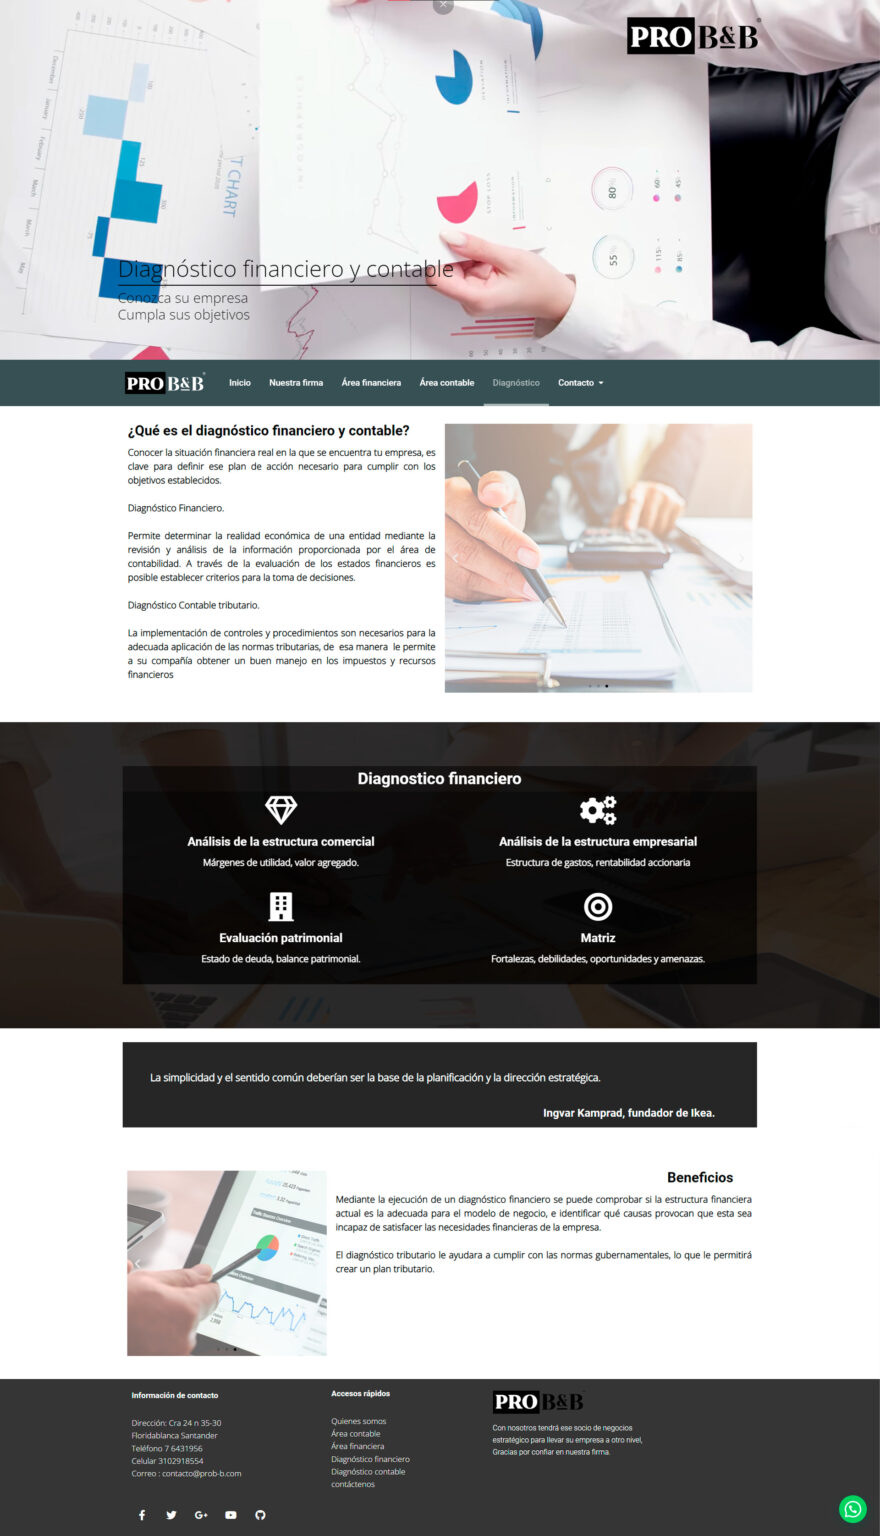 PRO B&B
INFOGRAPHIC
T CHART
December
January
February
March
March
May
STOP LOSS
INFORMATION
80
55
Diagnóstico financiero y contable
Conozca su empresa
Cumpla sus objetivos
PRO B&B
Inicio Nuestra firma Área financiera Área contable Diagnóstico Contacto
¿Qué es el diagnóstico financiero y contable?
Conocer la situación financiera real en la que se encuentra tu empresa, es
clave para definir ese plan de acción necesario para cumplir con los
objetivos establecidos.
Diagnóstico Financiero.
Permite determinar la realidad económica de una entidad mediante la
revisión y análisis de la información proporcionada por el área de
contabilidad. A través de la evaluación de los estados financieros es
posible establecer criterios para la toma de decisiones.
Diagnóstico Contable tributario.
La implementación de controles y procedimientos son necesarios para la
adecuada aplicación de las normas tributarias, de esa manera le permite
a su compañía obtener un buen manejo en los impuestos y recursos
financieros
Diagnostico financiero
Análisis de la estructura comercial
Márgenes de utilidad, valor agregado.
Análisis de la estructura empresarial
Estructura de gastos, rentabilidad accionaria
Evaluación patrimonial
Estado de deuda, balance patrimonial.
Matriz
Fortalezas, debilidades, oportunidades y amenazas.
La simplicidad y el sentido común deberían ser la base de la planificación y la dirección estratégica.
Ingvar Kamprad, fundador de Ikea.
Beneficios
Mediante la ejecución de un diagnóstico financiero se puede comprobar si la estructura financiera
actual es la adecuada para el modelo de negocio, e identificar qué causas provocan que esta sea
incapaz de satisfacer las necesidades financieras de la empresa.
El diagnóstico tributario le ayudara a cumplir con las normas gubernamentales, lo que le permitirá
crear un plan tributario.
Información de contacto
Dirección: Cra 24 n 35-30
Floridablanca Santander
Teléfono 7 6431956
Celular 3102918554
Correo : contacto@prob-b.com
Accesos rápidos
Quienes somos
Área contable
Área financiera
Diagnóstico financiero
Diagnóstico contable
contáctenos
PRO B&B
Con nosotros tendrá ese socio de negocios
estratégico para llevar su empresa a otro nivel,
Gracias por confiar en nuestra firma.